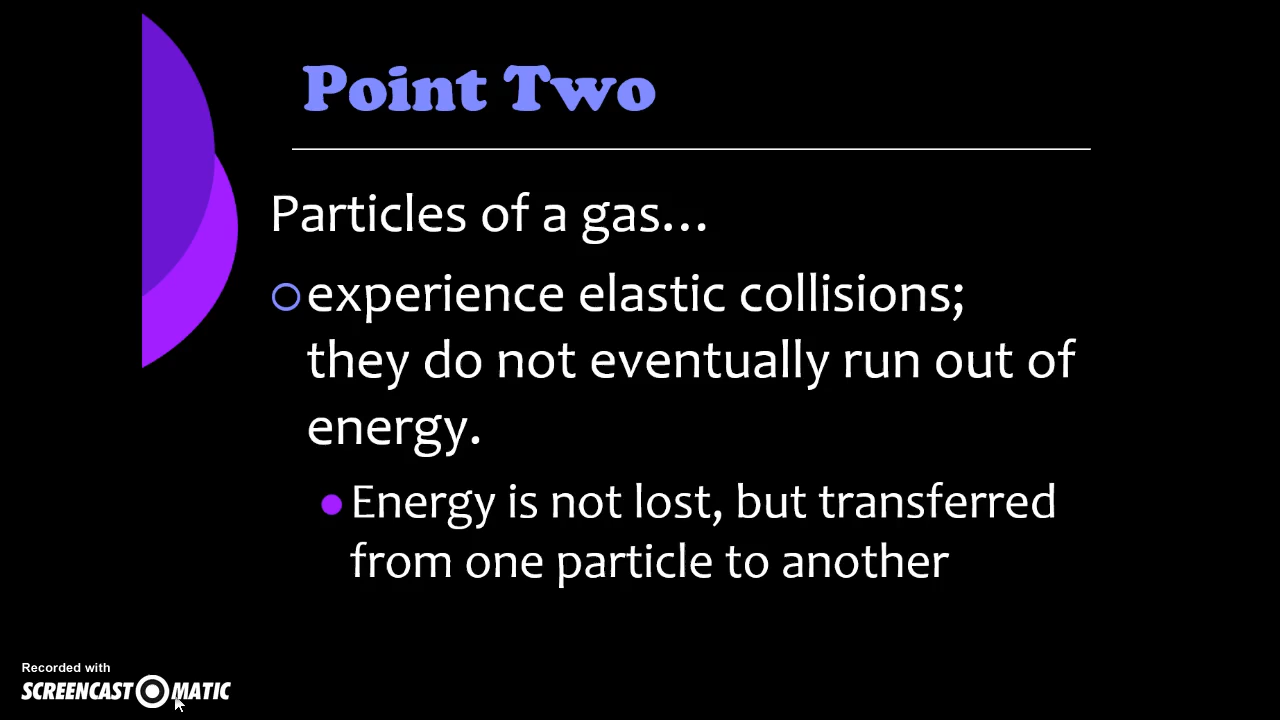 Point Two
Particles of a gas…
experience elastic collisions;
they do not eventually run out of
energy.
Energy is not lost, but transferred
from one particle to another
Recorded with
SCREENCAST MATIC